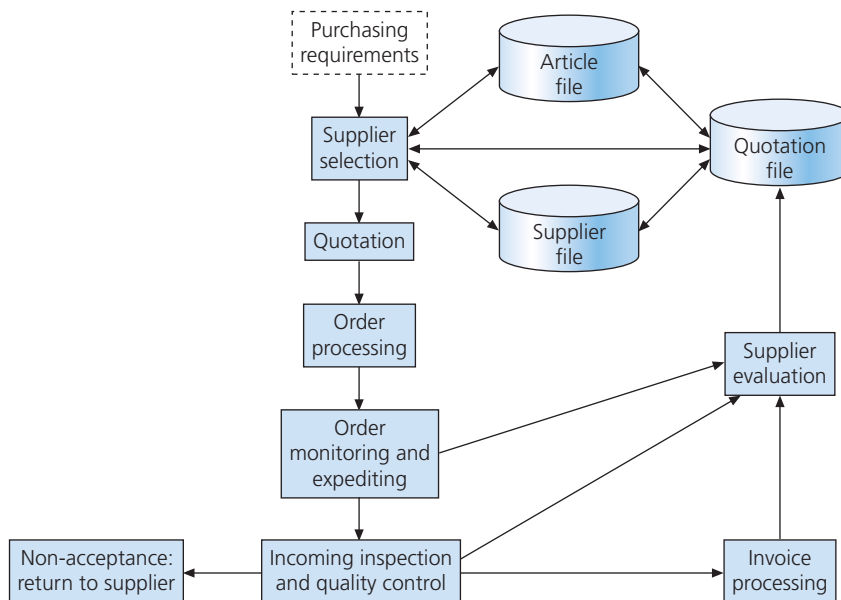 Purchasing
requirements
Article
file
Supplier
selection
Quotation
file
Supplier
file
Quotation
Order
processing
Supplier
evaluation
Order
monitoring and
expediting
Non-acceptance:
return to supplier
Incoming inspection
and quality control
Invoice
processing